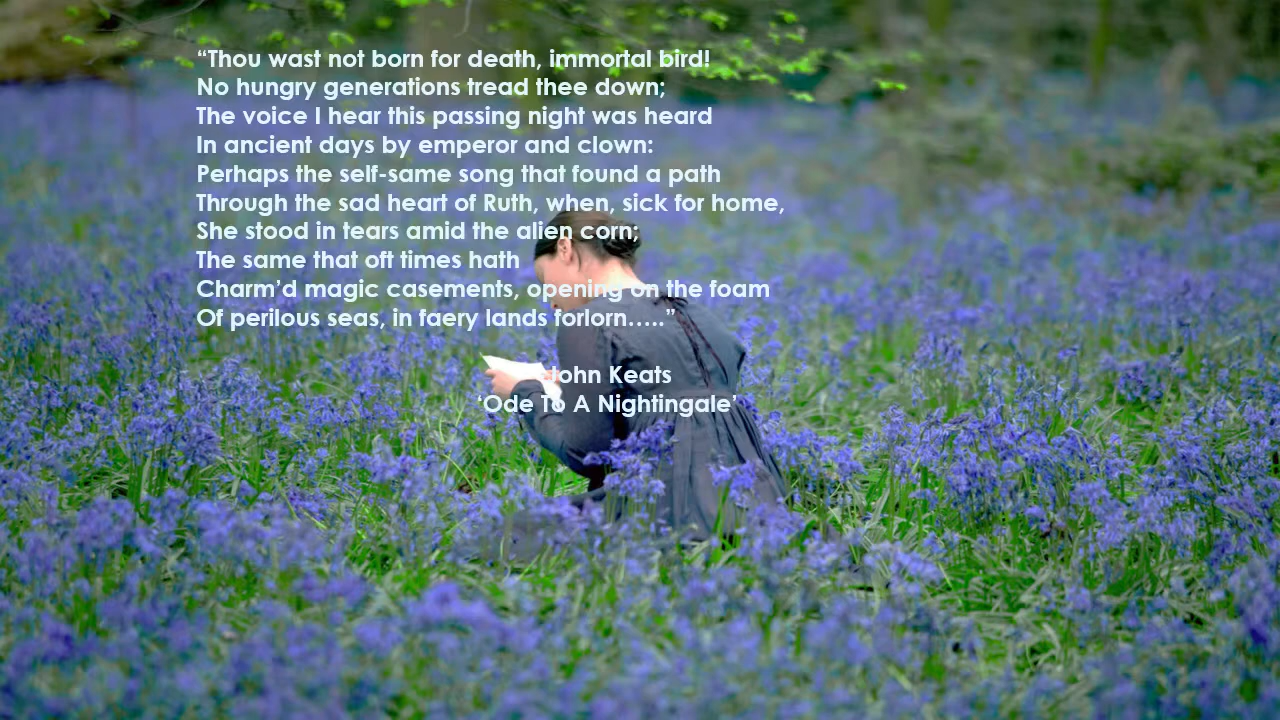 “Thou wast not born for death, immortal bird!
No hungry generations tread thee down;
The voice I hear this passing night was heard
In ancient days by emperor and clown:
Perhaps the self-same song that found a path
Through the sad heart of Ruth, when, sick for home,
She stood in tears amid the alien corn;
The same that oft times hath
Charm’d magic casements, opening on the foam
Of perilous seas, in faery lands forlorn…..”
John Keats
‘Ode To A Nightingale’